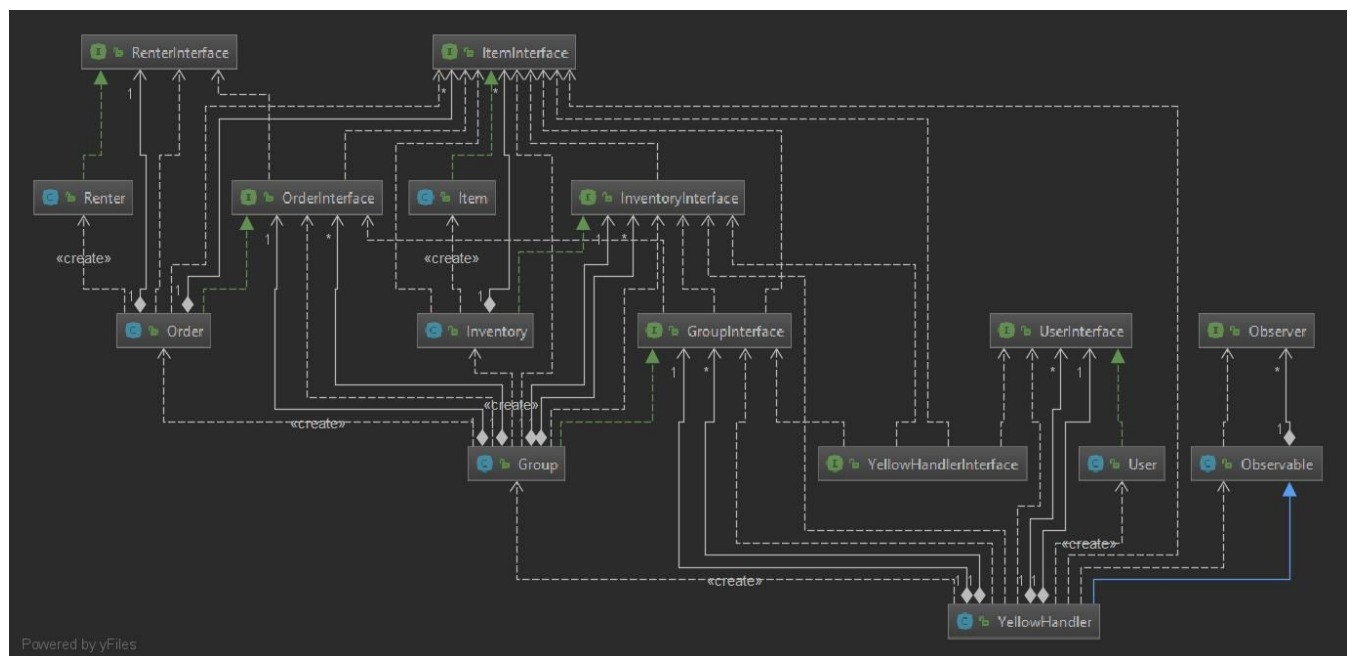 RenterInterface
ItemInterface
1
*
*
Renter
OrderInterface
Item
InventoryInterface
«create»
1
*
«create»
1
*
1
1
1
Order
Inventory
GroupInterface
UserInterface
Observer
1
*
*
1
*
«create»
«create»
1
Group
YellowHandlerInterface
User
Observable
«create»
«create»
1
1
1
1
YellowHandler
Powered by yFiles